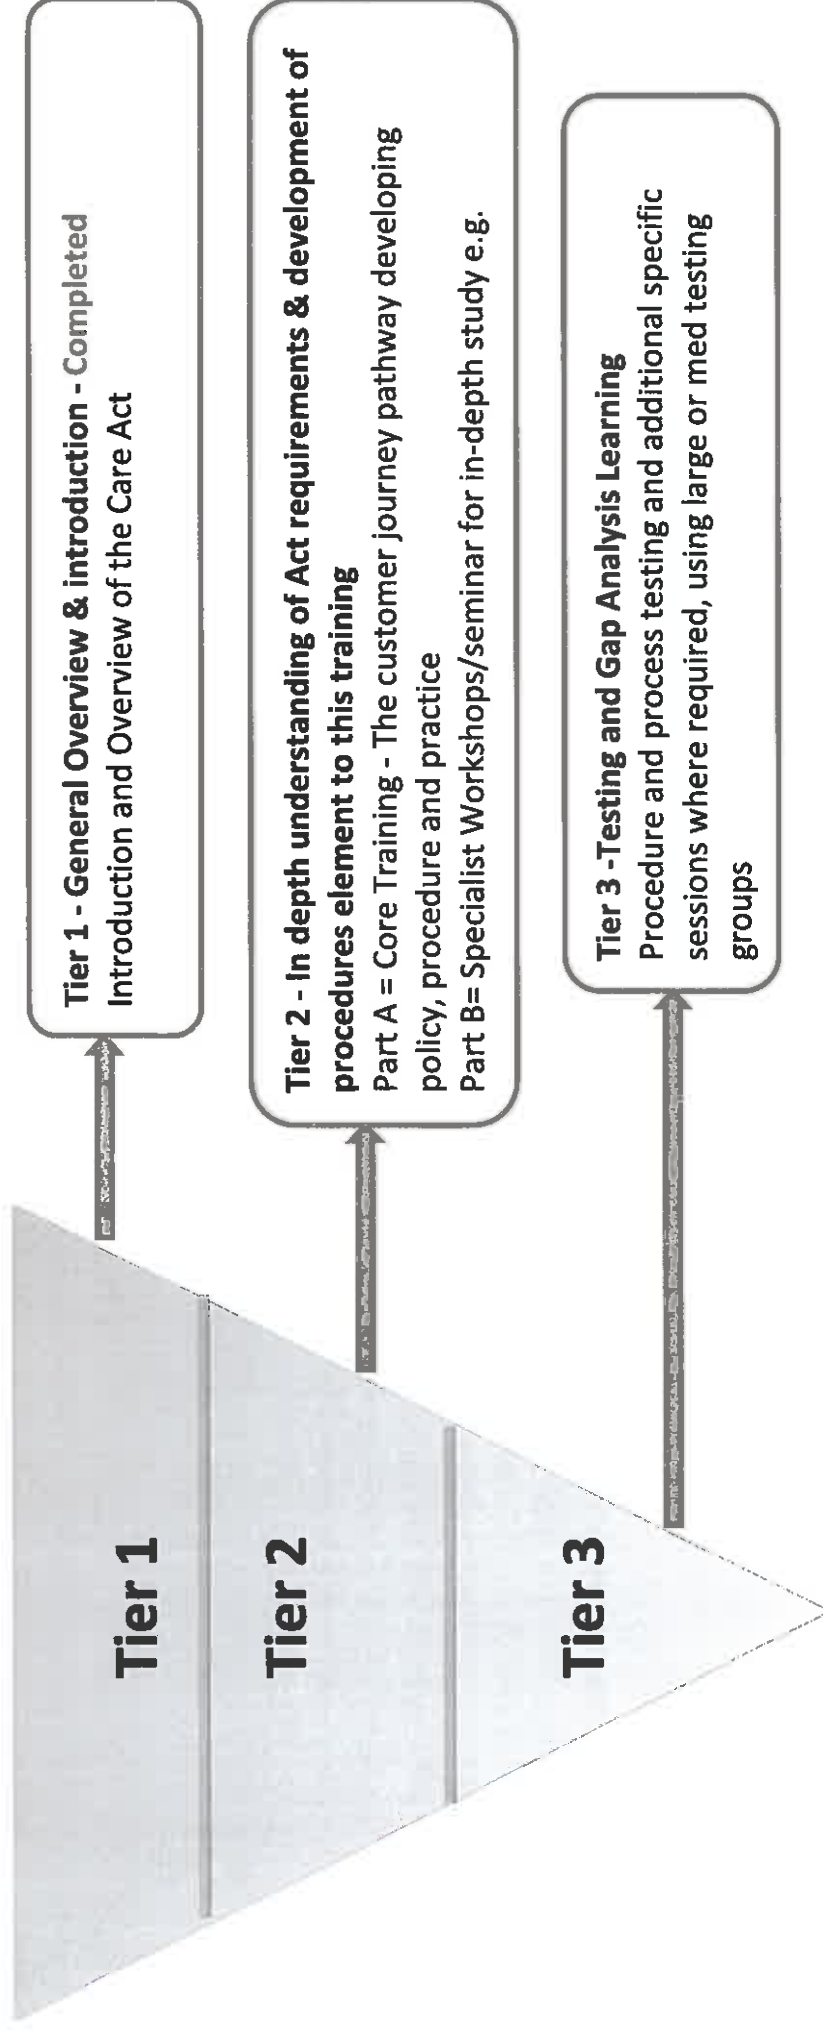 Tier 1
Tier 2
Tier 3
Tier 1 - General Overview & introduction - Completed
Introduction and Overview of the Care Act
Tier 2 - In depth understanding of Act requirements & development of
procedures element to this training
Part A = Core Training - The customer journey pathway developing
policy, procedure and practice
Part B= Specialist Workshops/seminar for in-depth study e.g.
Tier 3 -Testing and Gap Analysis Learning
Procedure and process testing and additional specific
sessions where required, using large or med testing
groups